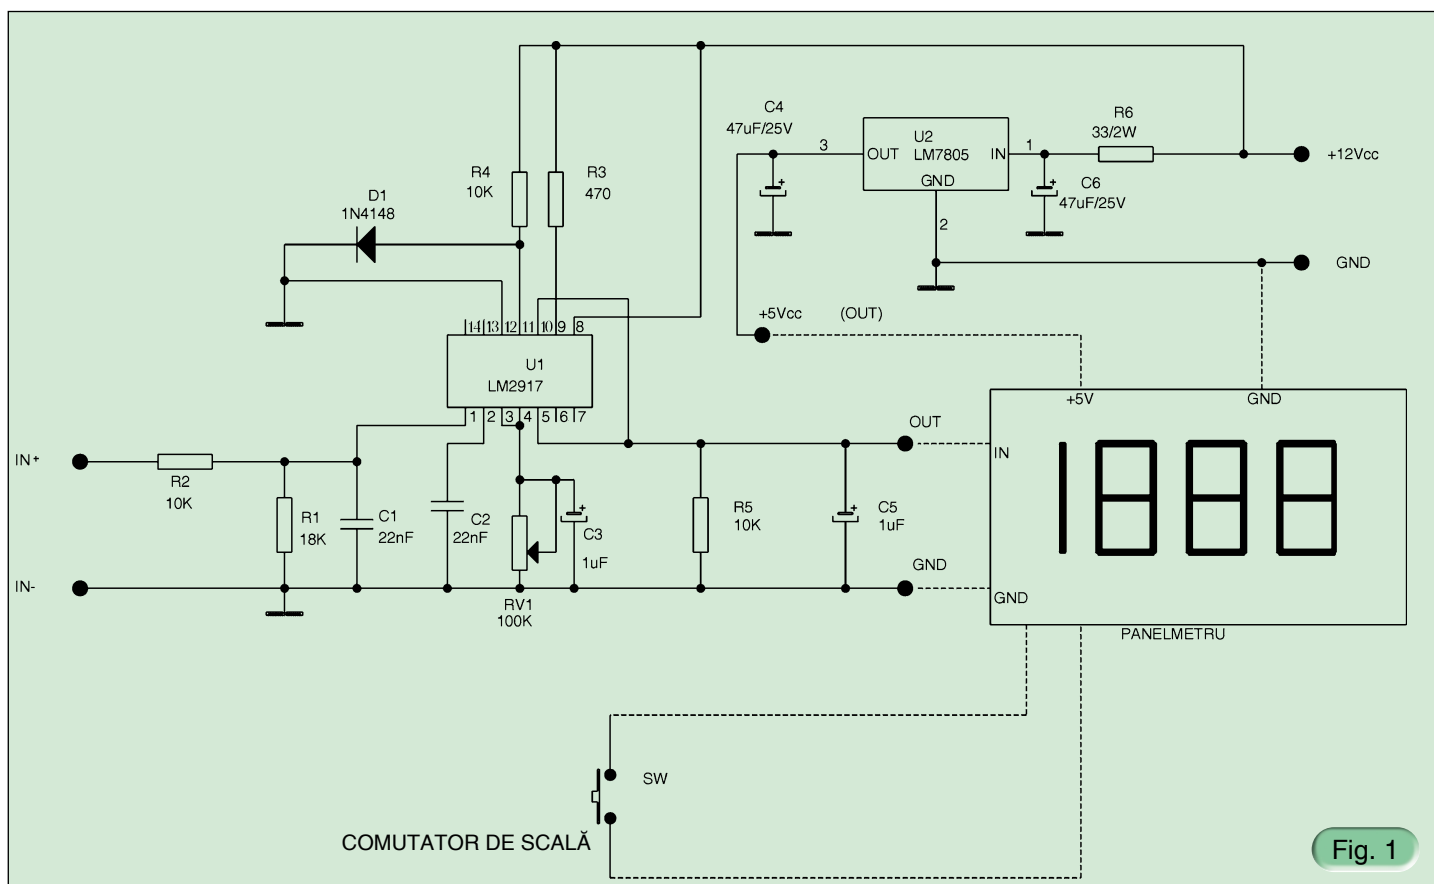 C4
47uF/25V
R6
33/2W
U2
LM7805
OUT
IN
GND
3
1
2
+12Vcc
C6
47uF/25V
R4
10K
R3
470
D1
1N4148
GND
+5Vcc
(OUT)
14 13 12 11 10 9 8
U1
LM2917
1 2 3 4 5 6 7
+5V
GND
IN+
R2
10K
R1
18K
C1
22nF
C2
22nF
+
C3
1uF
RV1
100K
R5
10K
C5
1uF
OUT
GND
IN
GND
1888
PANELMETRU
IN-
SW
COMUTATOR DE SCALĂ
Fig. 1